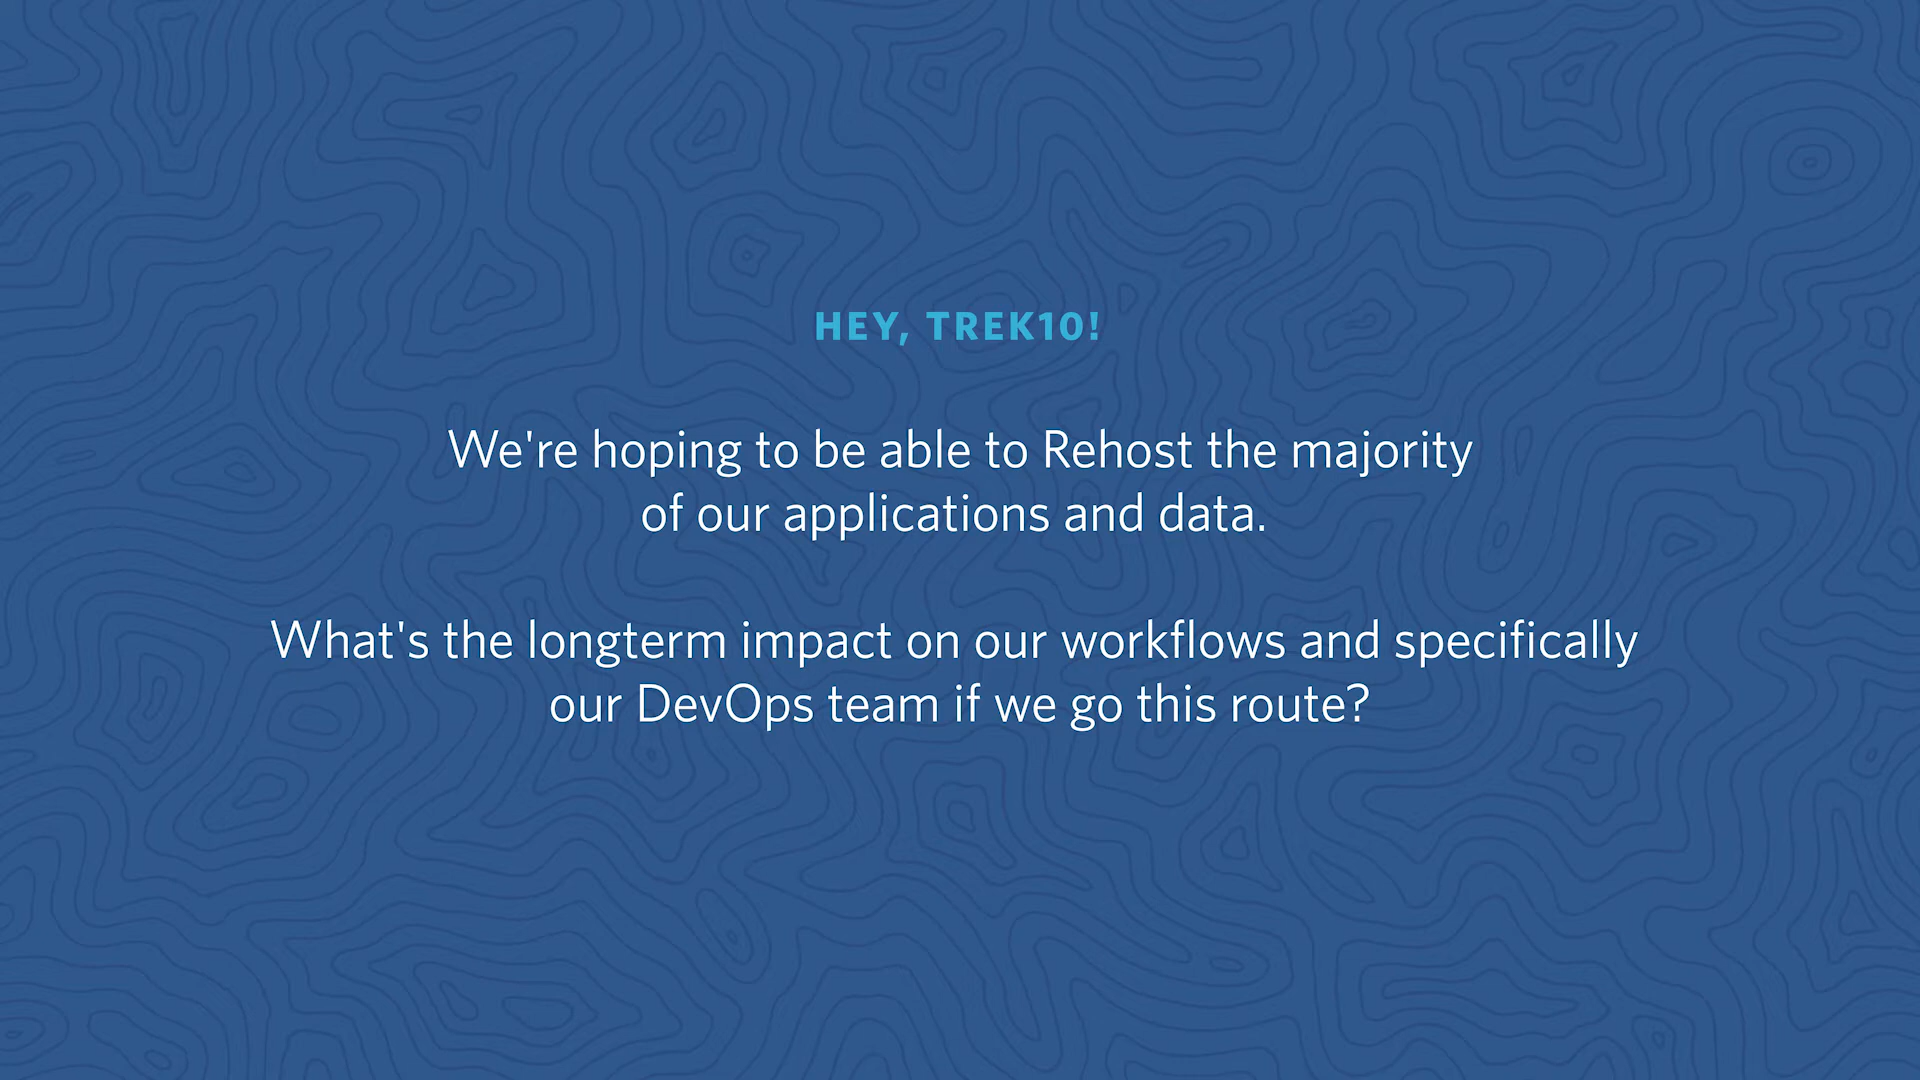 HEY, TREK10!
We're hoping to be able to Rehost the majority
of our applications and data.
What's the longterm impact on our workflows and specifically
our DevOps team if we go this route?